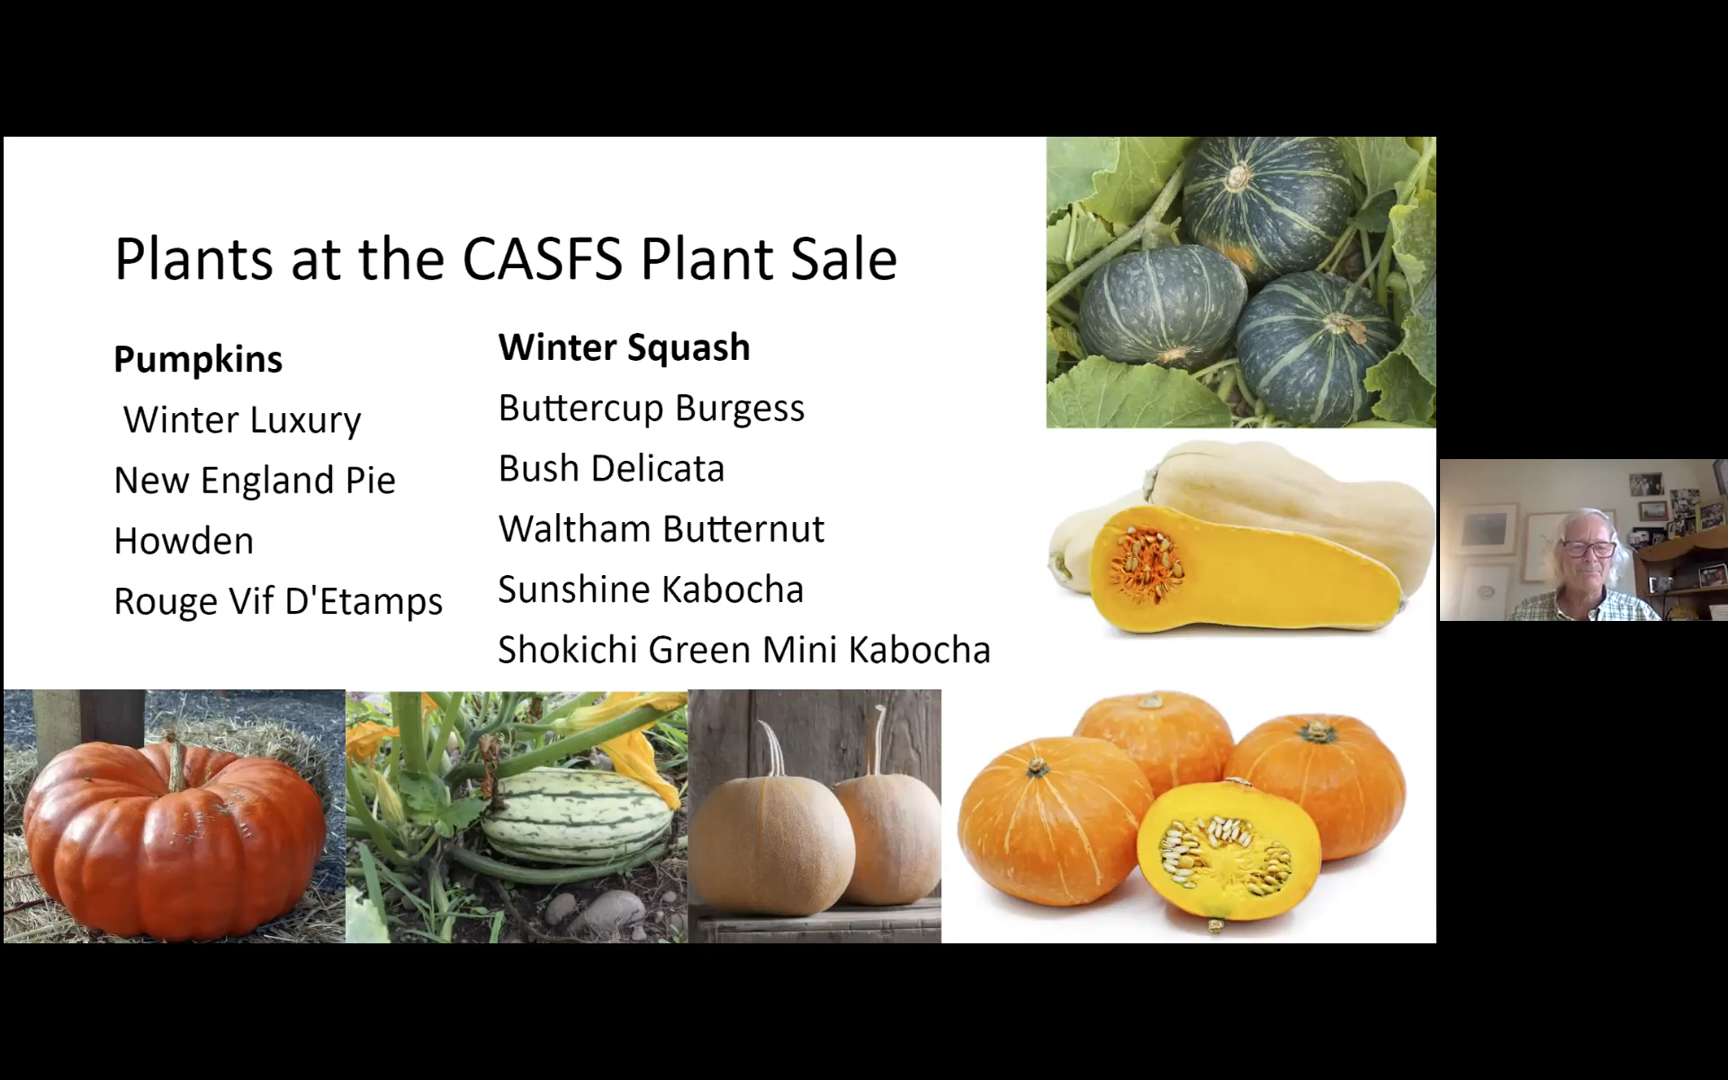 Plants at the CASFS Plant Sale
Pumpkins
Winter Luxury
New England Pie
Howden
Rouge Vif D'Etamps
Winter Squash
Buttercup Burgess
Bush Delicata
Waltham Butternut
Sunshine Kabocha
Shokichi Green Mini Kabocha